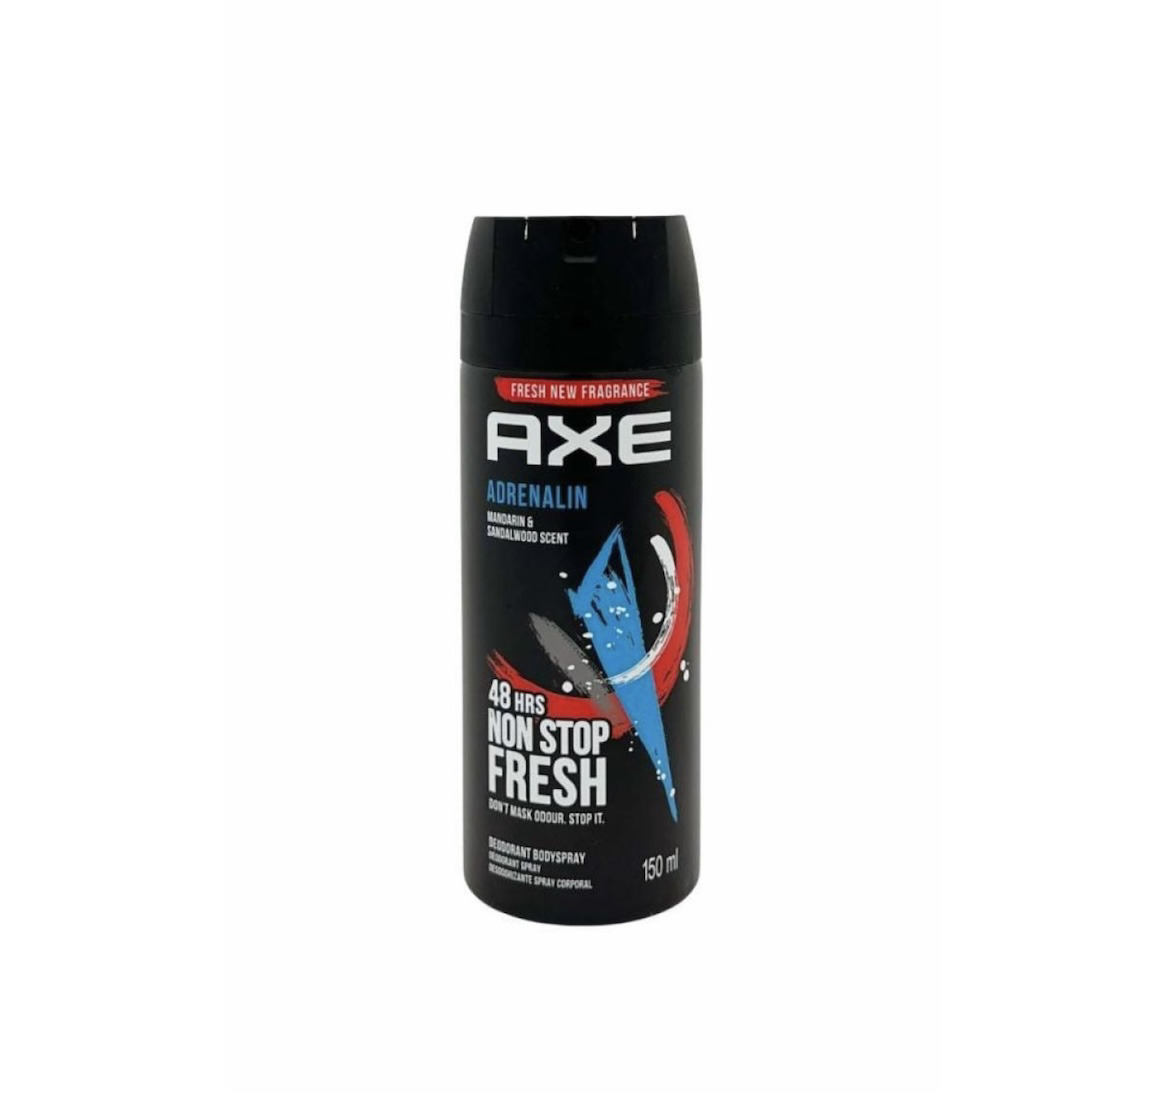 FRESH NEW FRAGRANCE
AXE
ADRENALIN
MANDARIN &
SANDALWOOD SCENT
48 HRS
NON STOP
FRESH
DON'T MASK ODOUR. STOP IT.
DEODORANT BODYSPRAY
DEODORANT SPRAY
DESODORIZANTE SPRAY CORPORAL
150 ml